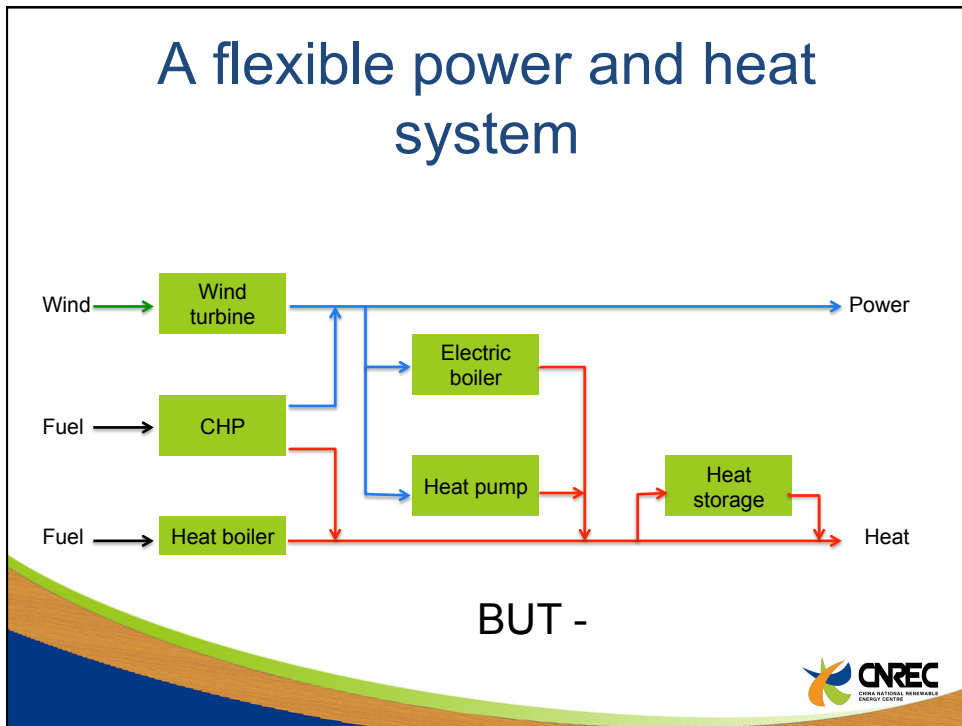 A flexible power and heat
system
Wind
Wind
turbine
Power
Electric
boiler
Fuel
CHP
Heat pump
Heat
storage
Fuel
Heat boiler
Heat
BUT -
CNREC
CHINA NATIONAL RENEWABLE
ENERGY CENTRE